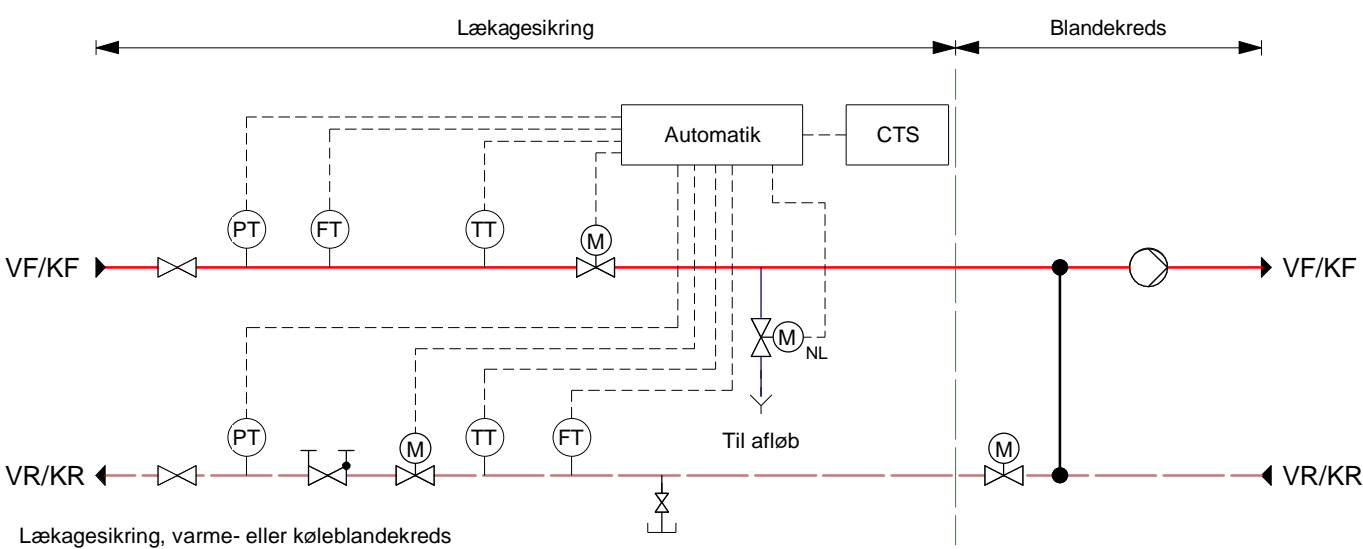 Lækagesikring
Blandekreds
Automatik
CTS
PT
FT
TT
M
VF/KF
VF/KF
M
NL
PT
M
TT
FT
Til afløb
M
VR/KR
VR/KR
Lækagesikring, varme- eller køleblandekreds